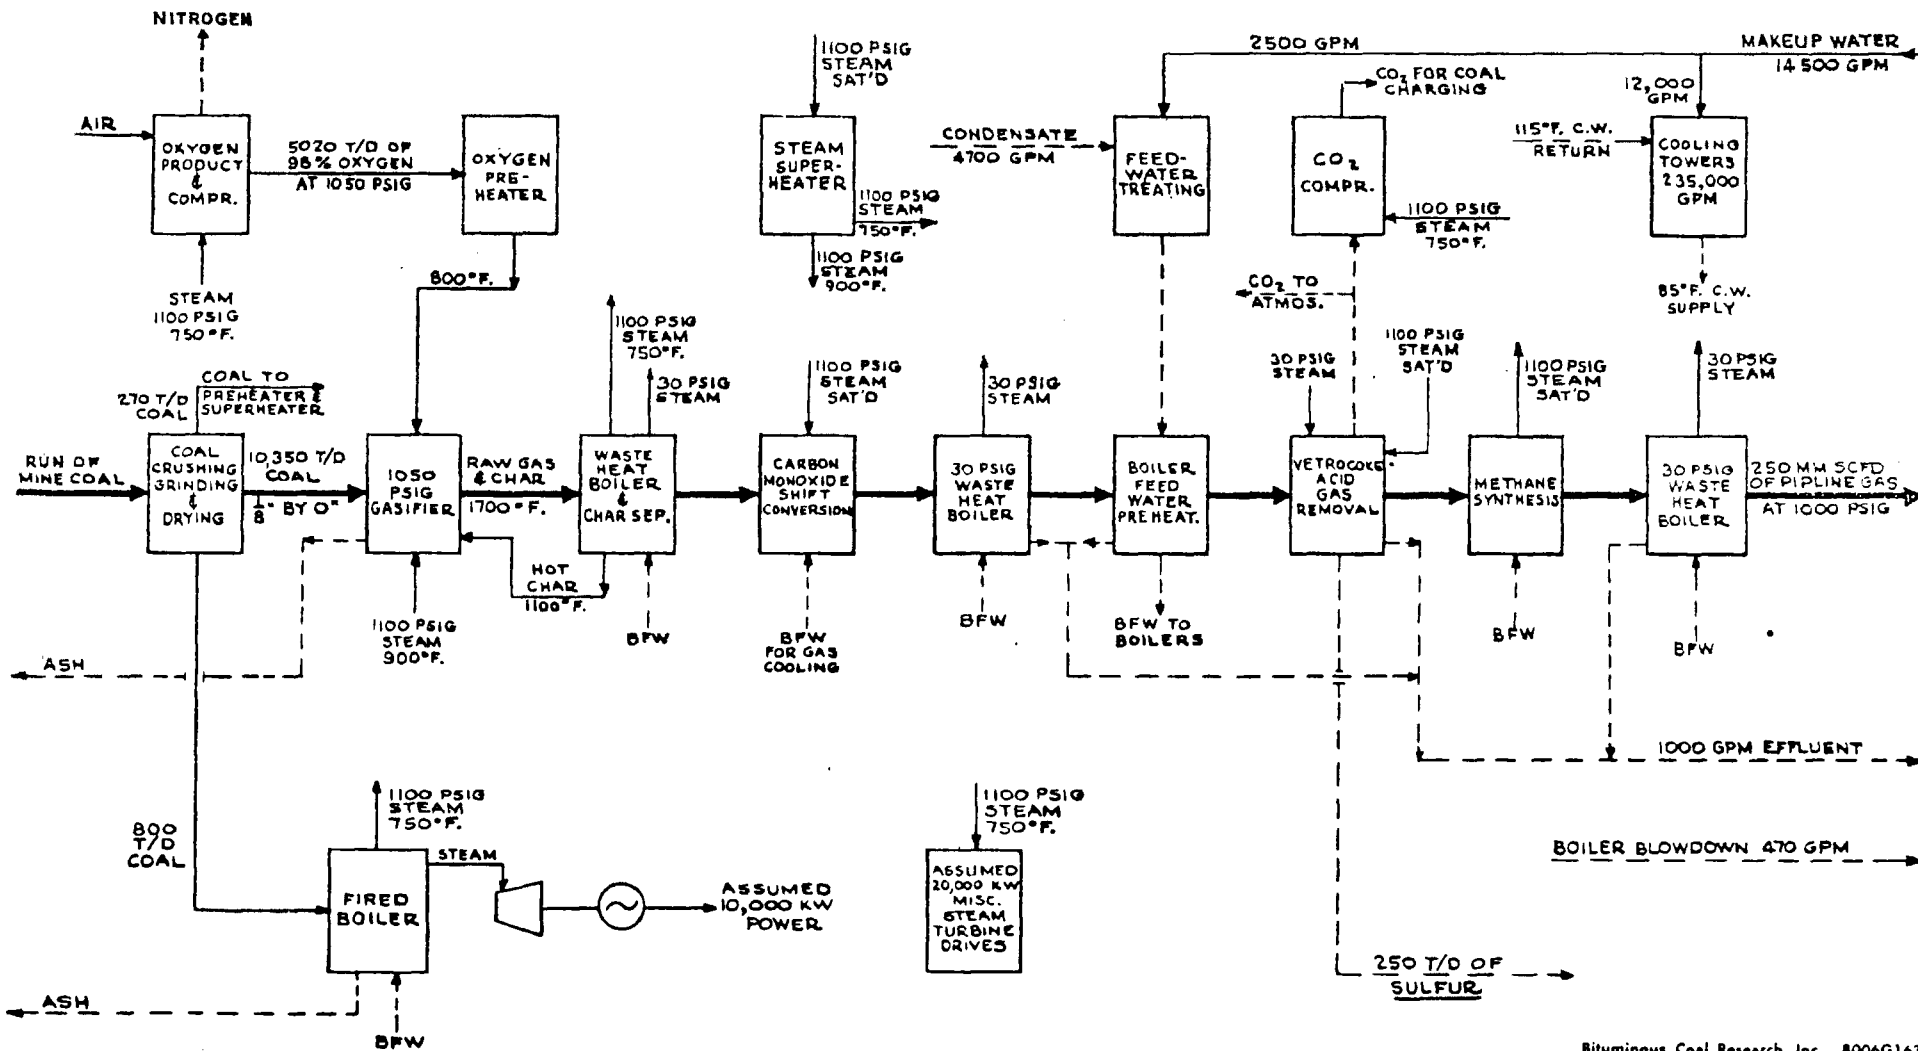 NITROGEN
AIR
OXYGEN
PRODUCT
&
COMPR.
5020 T/D OF
98% OXYGEN
AT 1050 PSIG
OXYGEN
PRE-
HEATER
STEAM
1100 PSIG
750°F.
800°F.
1100 PSIG
STEAM
SAT'D
STEAM
SUPER-
HEATER
1100 PSIG
STEAM
750°F.
1100 PSIG
STEAM
900°F.
2500 GPM
MAKEUP WATER
14500 GPM
CONDENSATE
4700 GPM
FEED-
WATER
TREATING
CO2 FOR COAL
CHARGING
CO2
COMPR.
1100 PSIG
STEAM
750°F.
CO2 TO
ATMOS.
12,000
GPM
115°F. C.W.
RETURN
COOLING
TOWERS
235,000
GPM
85°F. C.W.
SUPPLY
COAL TO
PREHEATER &
SUPERHEATER
270 T/D
COAL
RUN OF
MINE COAL
COAL
CRUSHING
GRINDING
&
DRYING
10,350 T/D
COAL
1/8" BY 0"
1050
PSIG
GASIFIER
1100 PSIG
STEAM
900°F.
RAW GAS
& CHAR
1700°F.
HOT
CHAR
1100°F.
1100 PSIG
STEAM
750°F.
30 PSIG
STEAM
WASTE
HEAT
BOILER
&
CHAR SEP.
BFW
1100 PSIG
STEAM
SAT'D
CARBON
MONOXIDE
SHIFT
CONVERSION
BFW
FOR GAS
COOLING
30 PSIG
STEAM
30 PSIG
WASTE
HEAT
BOILER
BFW
BOILER
FEED
WATER
PREHEAT.
BFW TO
BOILERS
30 PSIG
STEAM
1100 PSIG
STEAM
SAT'D
VETROCOKE
ACID
GAS
REMOVAL
1100 PSIG
STEAM
SAT'D
METHANE
SYNTHESIS
BFW
30 PSIG
STEAM
30 PSIG
WASTE
HEAT
BOILER
BFW
250 MM SCFD
OF PIPLINE GAS
AT 1000 PSIG
ASH
1000 GPM EFFLUENT
BOILER BLOWDOWN 470 GPM
800
T/D
COAL
1100 PSIG
STEAM
750°F.
FIRED
BOILER
STEAM
ASSUMED
10,000 KW
POWER
1100 PSIG
STEAM
750°F.
ASSUMED
20,000 KW
MISC.
STEAM
TURBINE
DRIVES
250 T/D OF
SULFUR
ASH
BFW
Bituminous Coal Research, Inc.